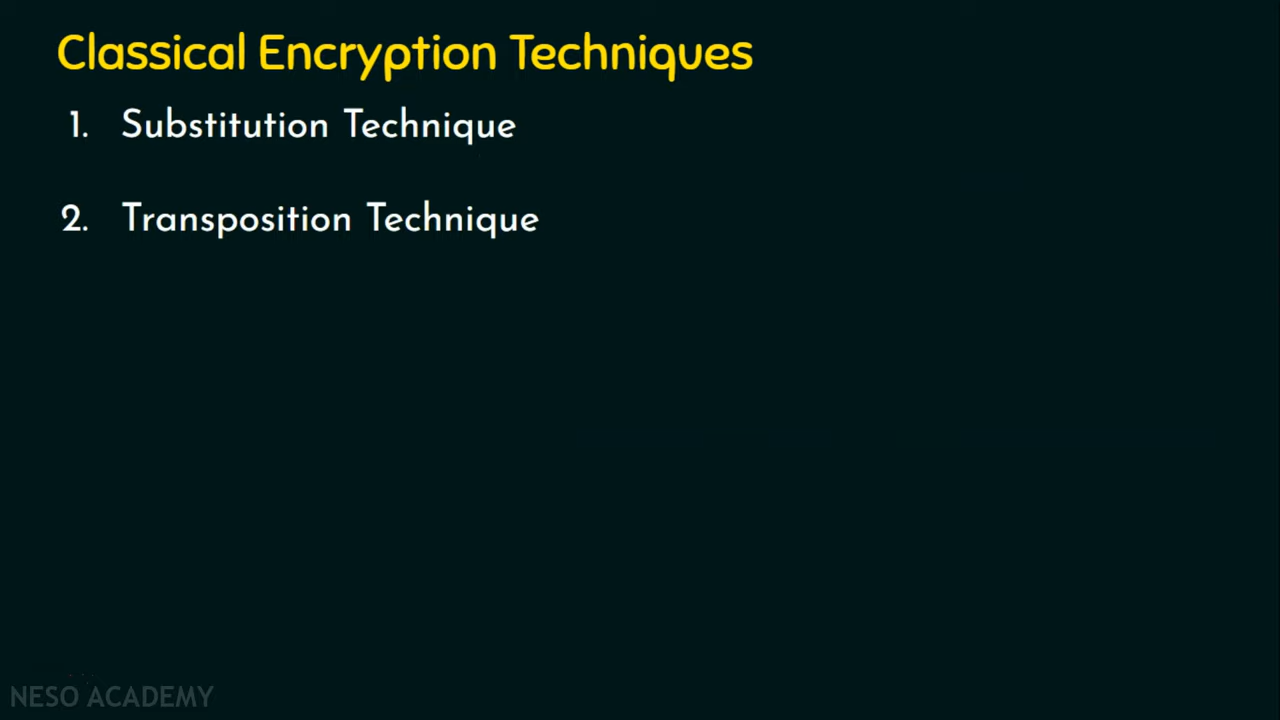 Classical Encryption Techniques
1. Substitution Technique
2. Transposition Technique
NESO ACADEMY